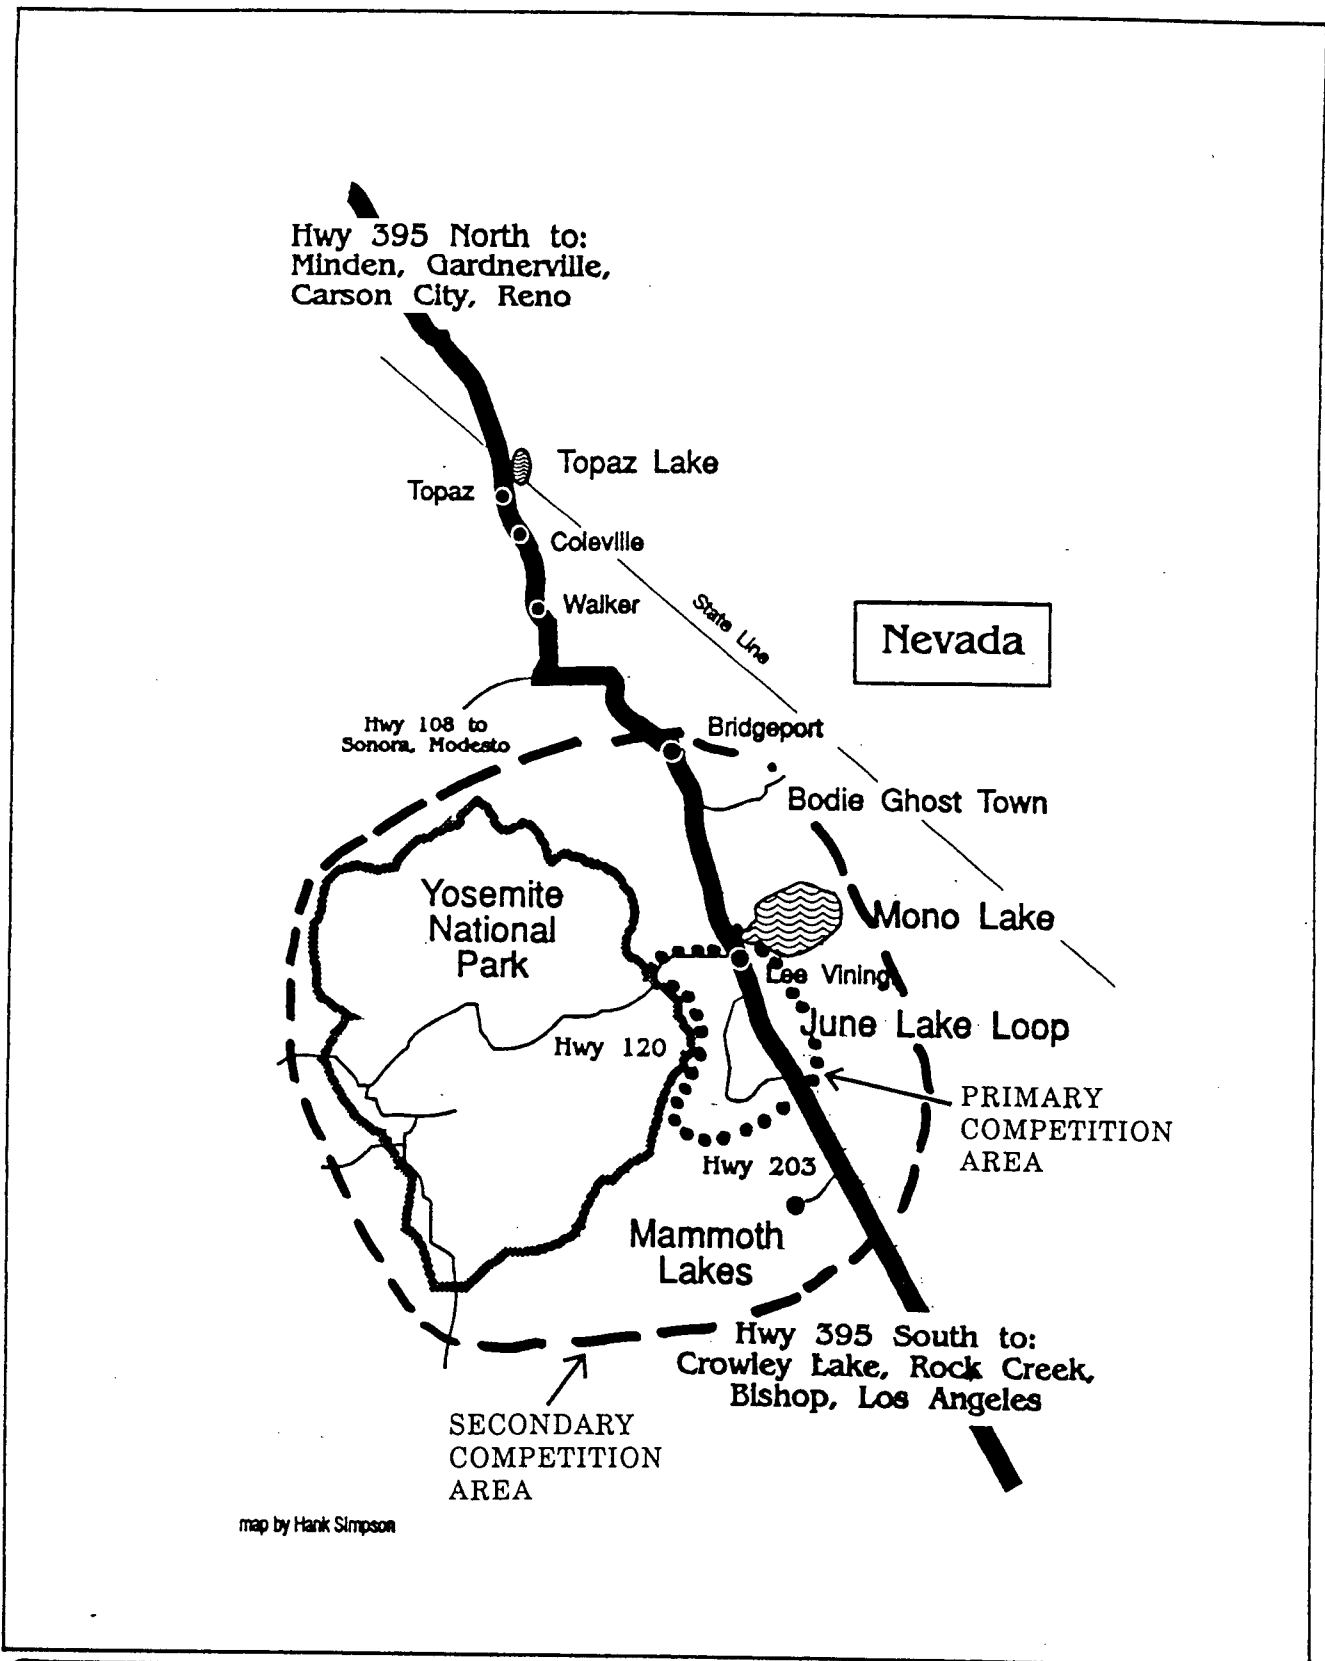 Hwy 395 North to:
Minden, Gardnerville,
Carson City, Reno
Topaz Lake
Topaz
Coleville
Walker
State Line
Nevada
Hwy 108 to
Sonora, Modesto
Bridgeport
Bodie Ghost Town
Yosemite
National
Park
Mono Lake
Lee Vining
June Lake Loop
Hwy 120
PRIMARY
COMPETITION
AREA
Hwy 203
Mammoth
Lakes
Hwy 395 South to:
Crowley Lake, Rock Creek,
Bishop, Los Angeles
SECONDARY
COMPETITION
AREA
map by Hank Simpson